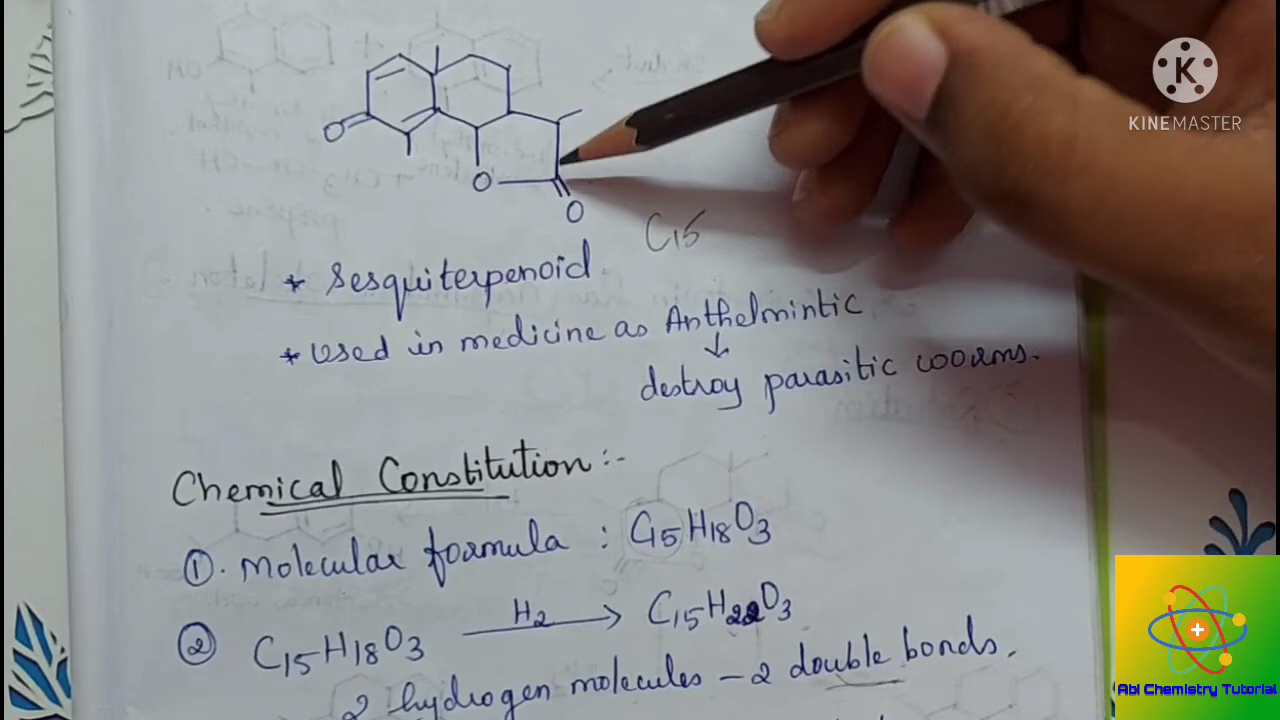 KINEMASTER
O
O
O
C15
* Sesquiterpenoid
* Used in medicine as Anthelmintic
↓
destroy parasitic worms.
Chemical Constitution :-
①. Molecular formula : C15H18O3
② C15H18O3 H2 → C15H22O3
2 hydrogen molecules – 2 double bonds.
Abi Chemistry Tutorial